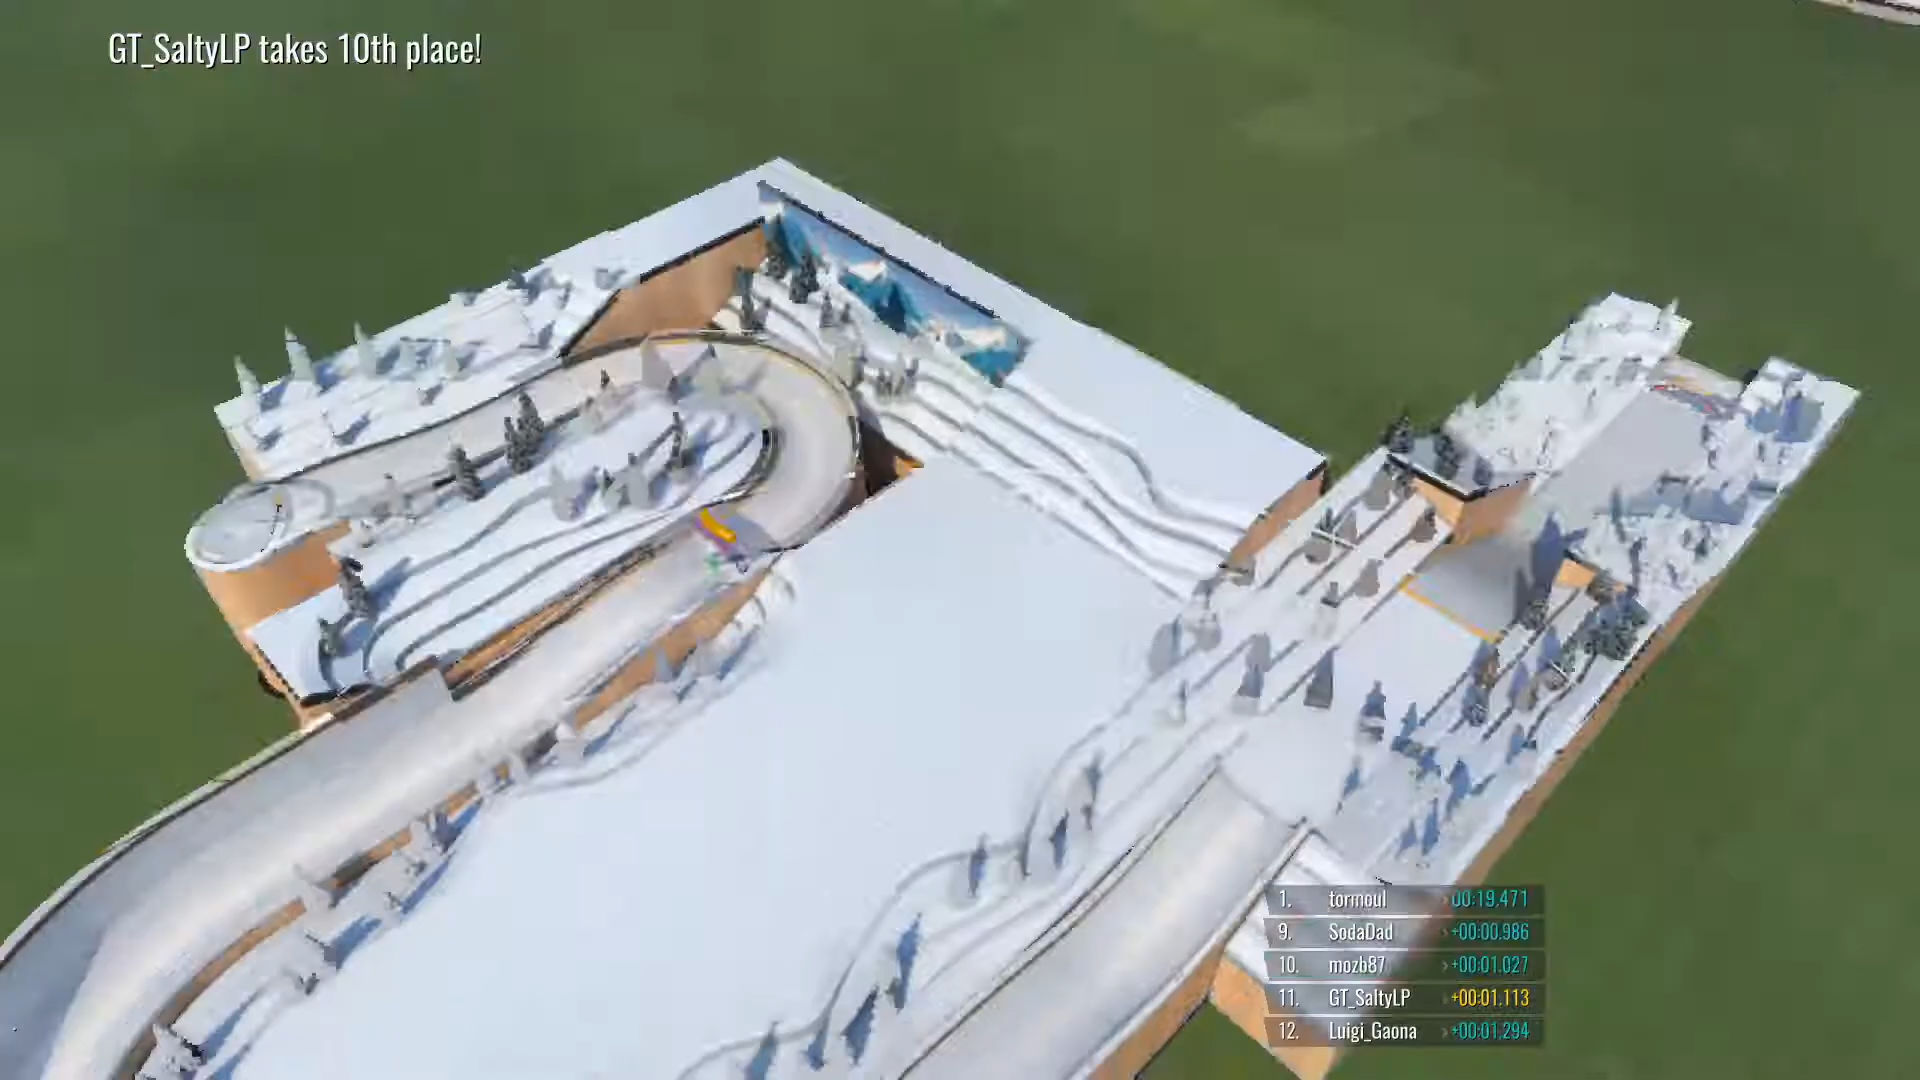 GT_SaltyLP takes 10th place!
1. tormoul 00:19.471
9. SodaDad +00:00.986
10. mozb87 +00:01.027
11. GT_SaltyLP +00:01.113
12. Luigi_Gaona +00:01.294